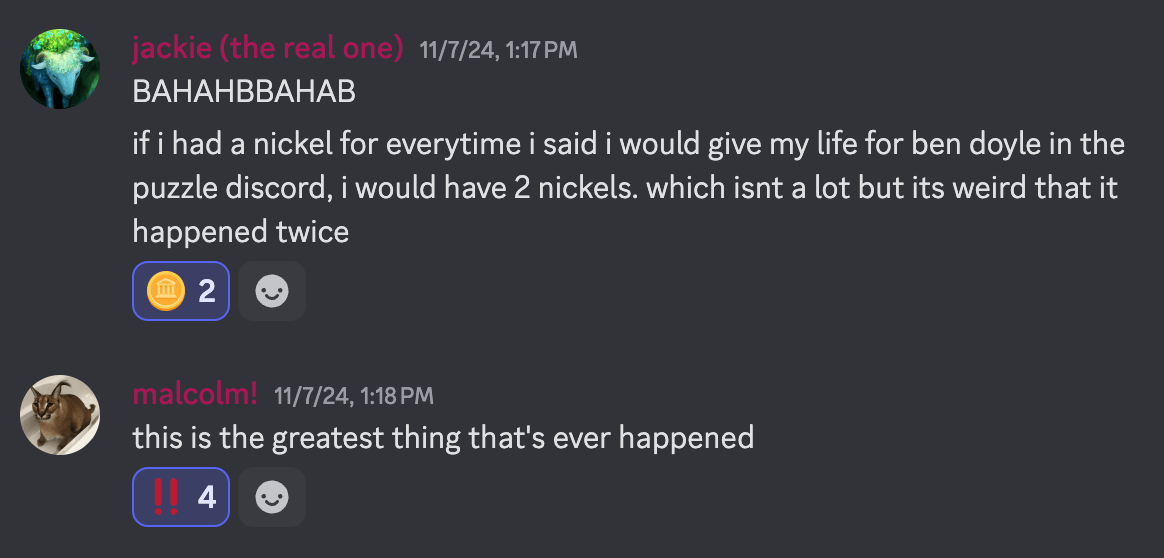 jackie (the real one) 11/7/24, 1:17 PM
BAHAHBBAHAB
if i had a nickel for everytime i said i would give my life for ben doyle in the
puzzle discord, i would have 2 nickels. which isnt a lot but its weird that it
happened twice
🪙 2
malcolm! 11/7/24, 1:18 PM
this is the greatest thing that's ever happened
‼️ 4